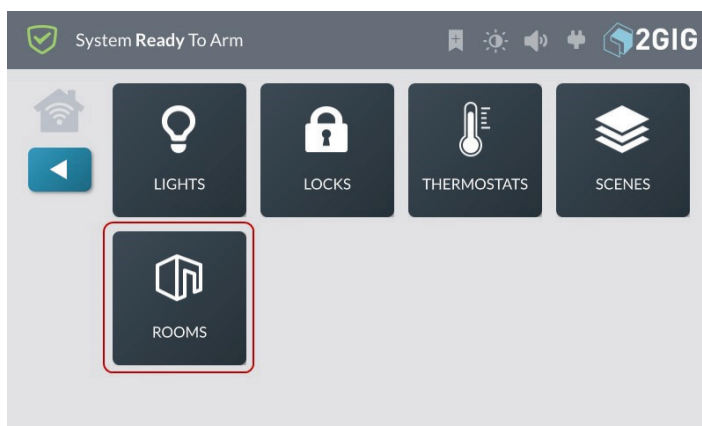 System Ready To Arm
2GIG
LIGHTS
LOCKS
THERMOSTATS
SCENES
ROOMS